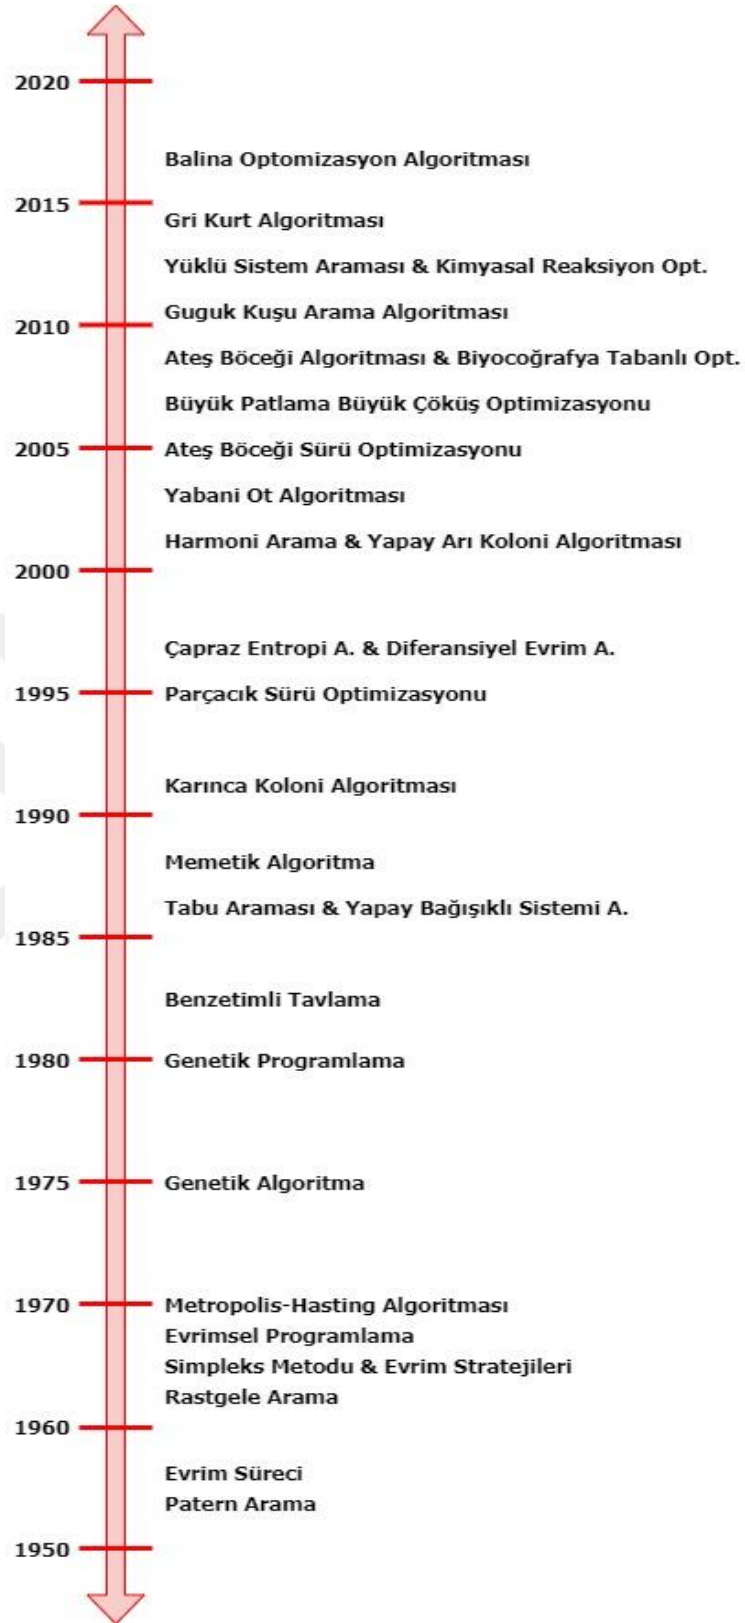 2020
Balina Optomizasyon Algoritması
2015
Gri Kurt Algoritması
Yüklü Sistem Araması & Kimyasal Reaksiyon Opt.
Guguk Kuşu Arama Algoritması
2010
Ateş Böceği Algoritması & Biyocoğrafya Tabanlı Opt.
Büyük Patlama Büyük Çöküş Optimizasyonu
2005 Ateş Böceği Sürü Optimizasyonu
Yabani Ot Algoritması
Harmoni Arama & Yapay Arı Koloni Algoritması
2000
Çapraz Entropi A. & Diferansiyel Evrim A.
1995 Parçacık Sürü Optimizasyonu
Karınca Koloni Algoritması
1990
Memetik Algoritma
Tabu Araması & Yapay Bağışıklı Sistemi A.
1985
Benzetimli Tavlama
1980 Genetik Programlama
1975 Genetik Algoritma
1970 Metropolis-Hasting Algoritması
Evrimsel Programlama
Simpleks Metodu & Evrim Stratejileri
Rastgele Arama
1960
Evrim Süreci
Patern Arama
1950